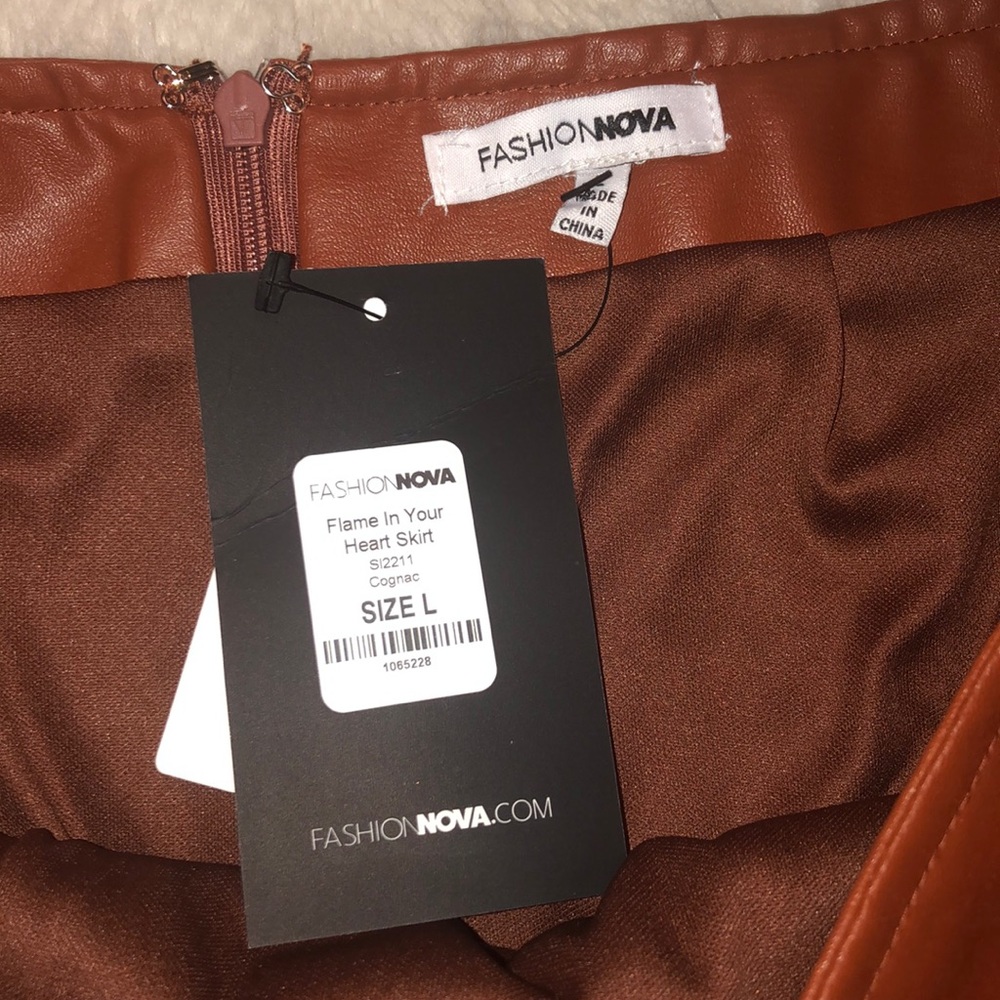 FASHIONNOVA
MADE
IN
CHINA
FASHIONNOVA
Flame In Your
Heart Skirt
SI2211
Cognac
SIZE L
1065228
FASHIONNOVA.COM